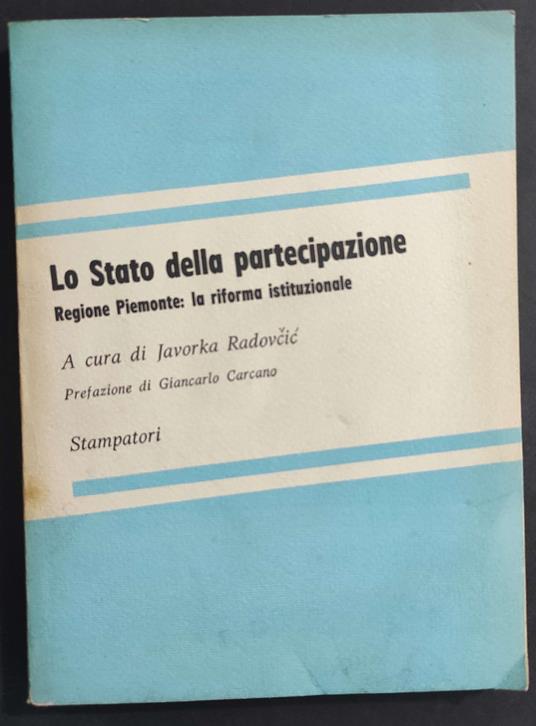 Lo Stato della partecipazione
Regione Piemonte: la riforma istituzionale
A cura di Javorka Radovčić
Prefazione di Giancarlo Carcano
Stampatori